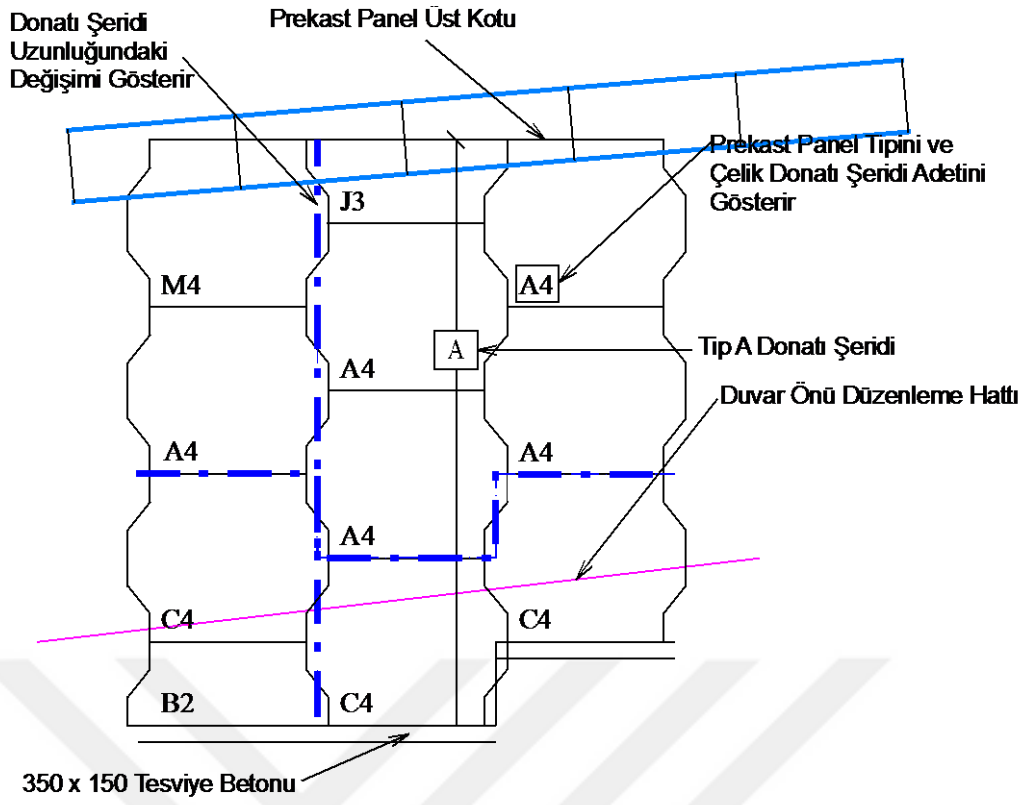 Donatı Şeridi
Uzunluğundaki
Değişimi Gösterir
Prekast Panel Üst Kotu
Prekast Panel Tipini ve
Çelik Donatı Şeridi Adetini
Gösterir
J3
M4
A4
A
Tip A Donatı Şeridi
A4
Duvar Önü Düzenleme Hattı
A4
A4
A4
C4
C4
B2
C4
350 x 150 Tesviye Betonu